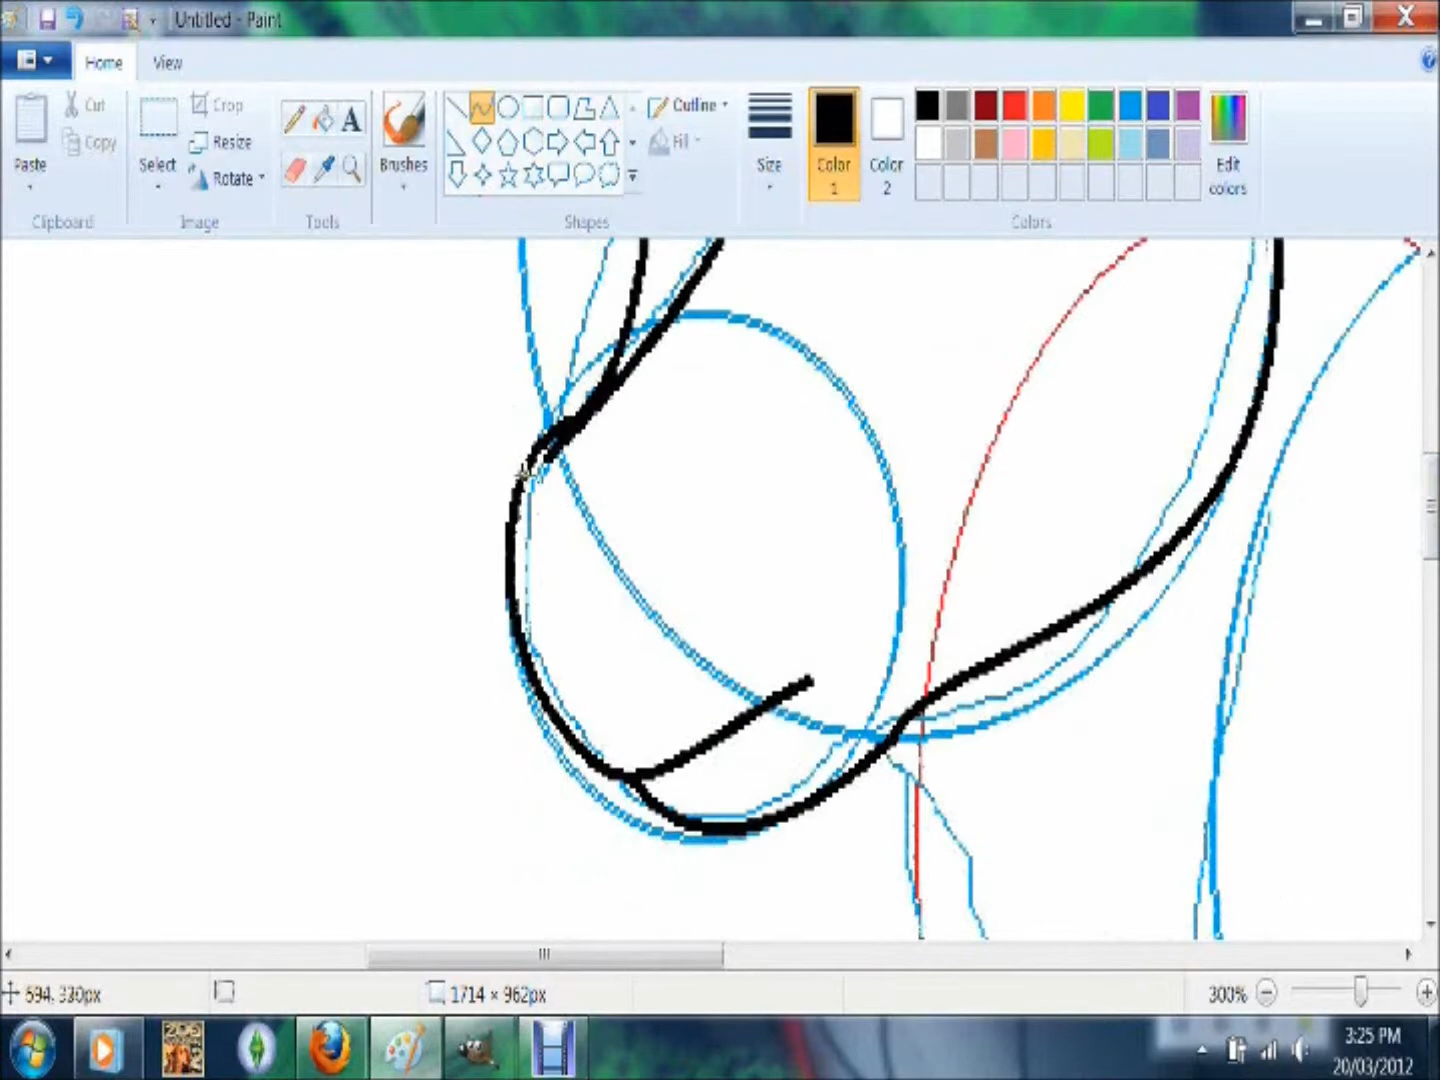 Untitled - Paint
Home View
Cut
Copy
Paste
Clipboard
Select
Crop
Resize
Rotate
Image
A
Tools
Brushes
Outline
Fill
Shapes
Size
Color
1
Color
2
Edit
colors
Colors
594, 330px
1714 × 962px
300%
3:25 PM
20/03/2012